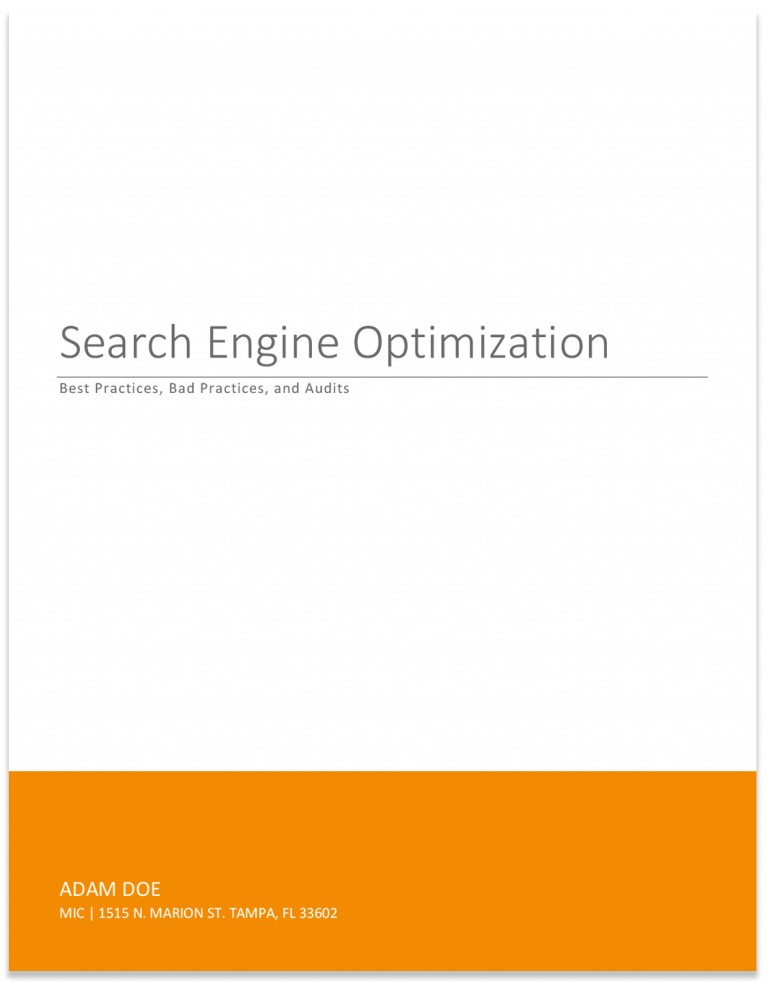 Search Engine Optimization
Best Practices, Bad Practices, and Audits
ADAM DOE
MIC | 1515 N. MARION ST. TAMPA, FL 33602